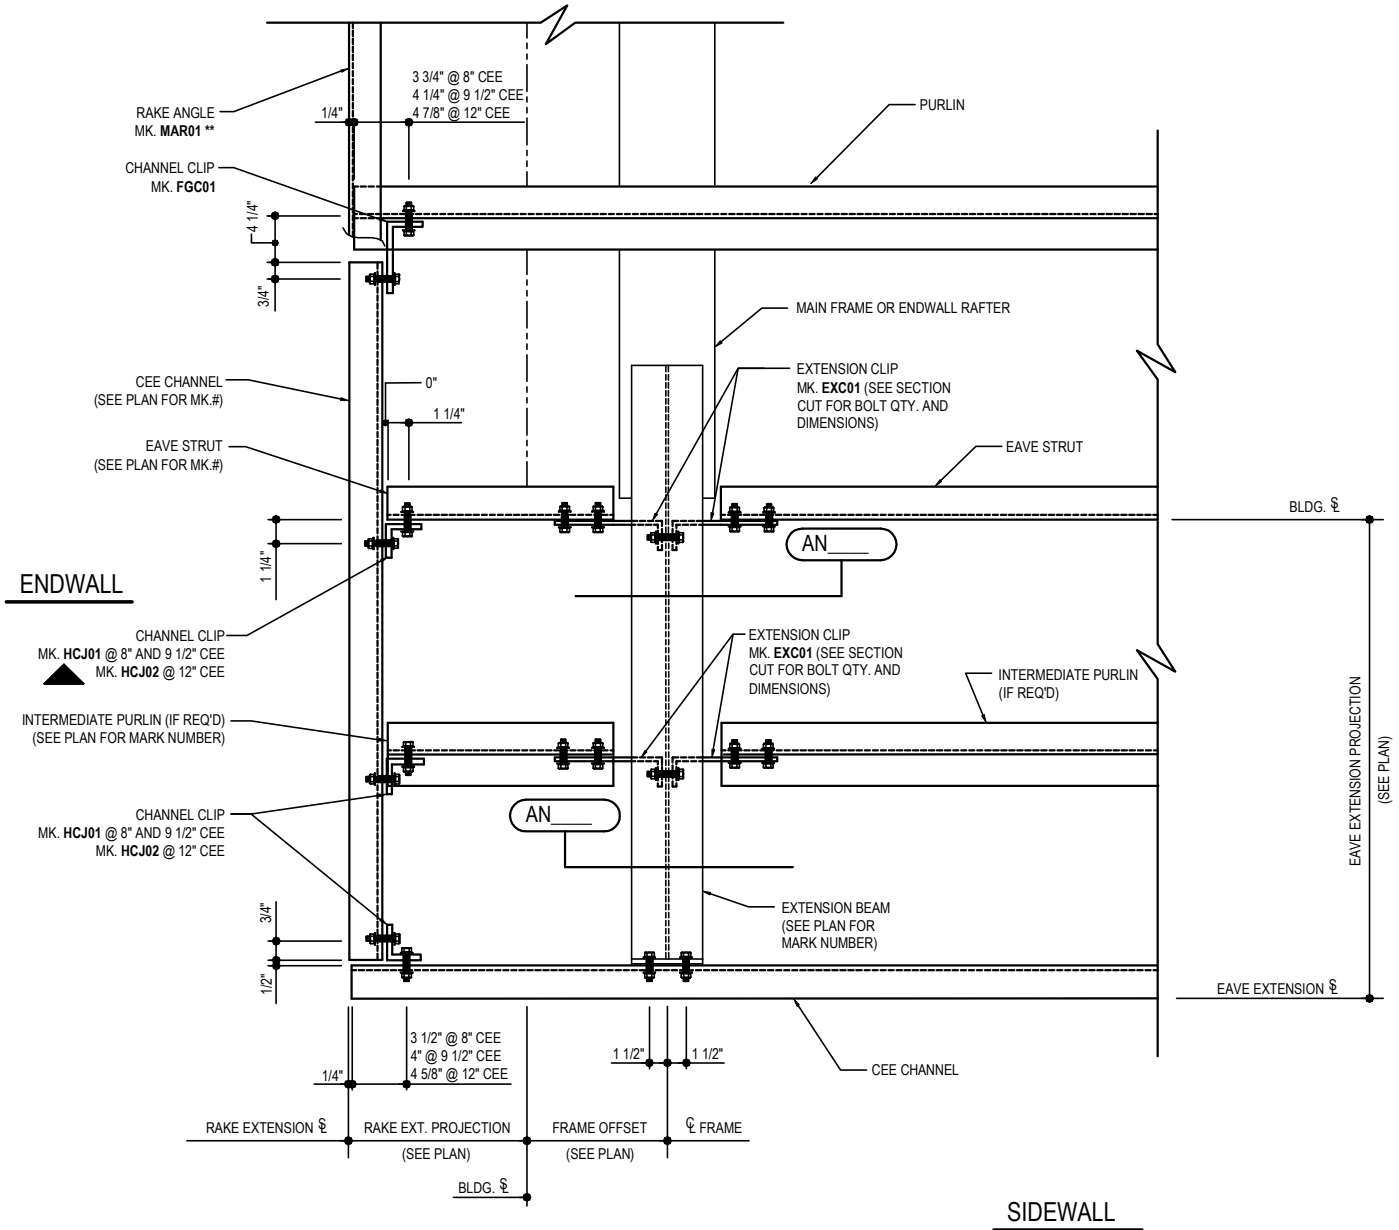 3 3/4" @ 8" CEE
4 1/4" @ 9 1/2" CEE
4 7/8" @ 12" CEE
1/4"
RAKE ANGLE
MK. MAR01 **
PURLIN
CHANNEL CLIP
MK. FGC01
4 1/4"
3/4"
MAIN FRAME OR ENDWALL RAFTER
CEE CHANNEL
(SEE PLAN FOR MK.#)
0"
1 1/4"
EXTENSION CLIP
MK. EXC01 (SEE SECTION
CUT FOR BOLT QTY. AND
DIMENSIONS)
EAVE STRUT
(SEE PLAN FOR MK.#)
EAVE STRUT
BLDG. SL
AN____
1 1/4"
ENDWALL
CHANNEL CLIP
MK. HCJ01 @ 8" AND 9 1/2" CEE
MK. HCJ02 @ 12" CEE
EXTENSION CLIP
MK. EXC01 (SEE SECTION
CUT FOR BOLT QTY. AND
DIMENSIONS)
INTERMEDIATE PURLIN
(IF REQ'D)
INTERMEDIATE PURLIN (IF REQ'D)
(SEE PLAN FOR MARK NUMBER)
EAVE EXTENSION PROJECTION
(SEE PLAN)
CHANNEL CLIP
MK. HCJ01 @ 8" AND 9 1/2" CEE
MK. HCJ02 @ 12" CEE
AN____
EXTENSION BEAM
(SEE PLAN FOR
MARK NUMBER)
3/4"
1/2"
EAVE EXTENSION SL
3 1/2" @ 8" CEE
4" @ 9 1/2" CEE
4 5/8" @ 12" CEE
1/4"
1 1/2"
1 1/2"
CEE CHANNEL
RAKE EXTENSION SL
RAKE EXT. PROJECTION
(SEE PLAN)
FRAME OFFSET
(SEE PLAN)
℄ FRAME
BLDG. SL
SIDEWALL